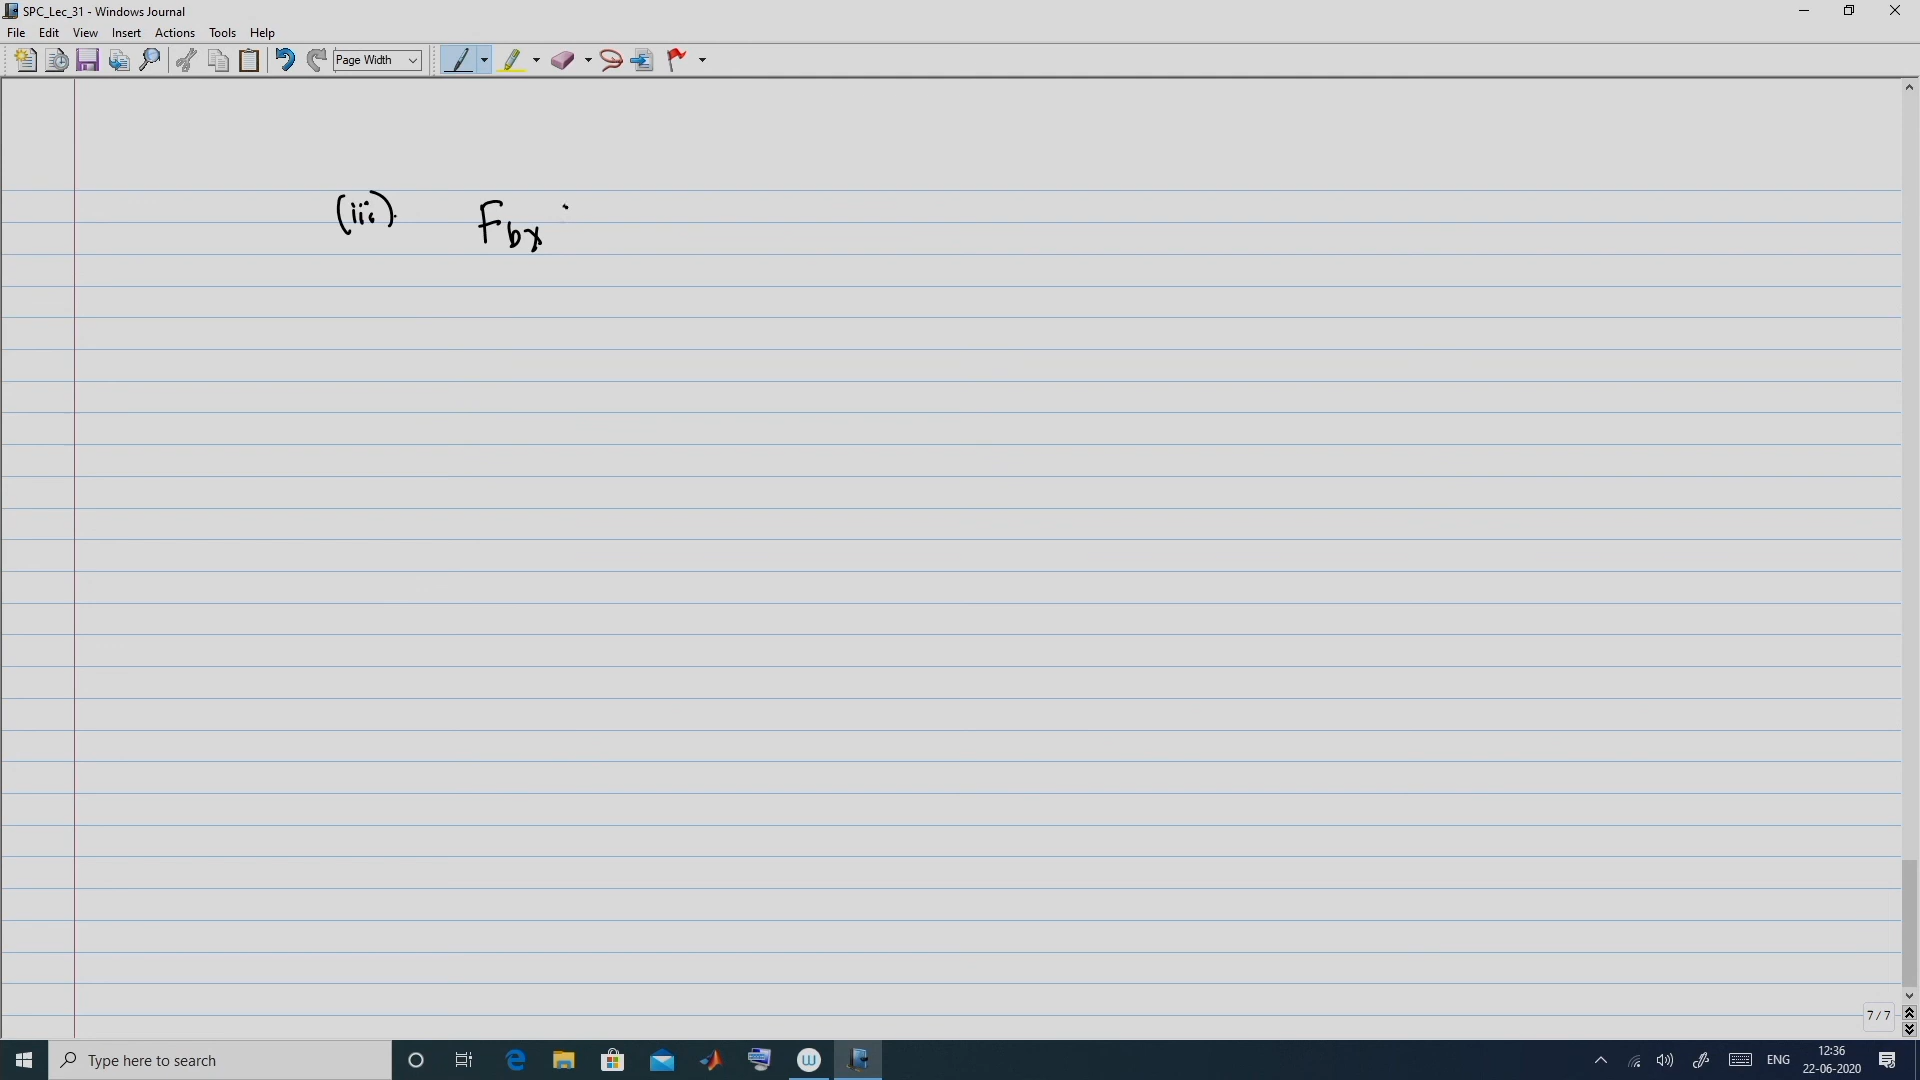 SPC_Lec_31 - Windows Journal
File Edit View Insert Actions Tools Help
Page Width
(iii). F_bx
7 / 7
Type here to search
ENG
12:36
22-06-2020